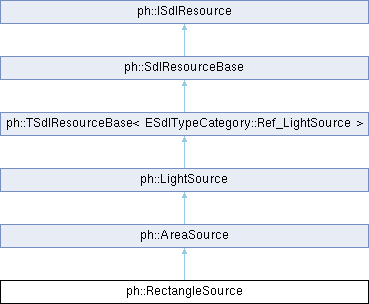 ph::ISdlResource
ph::SdlResourceBase
ph::TSdlResourceBase< ESdlTypeCategory::Ref_LightSource >
ph::LightSource
ph::AreaSource
ph::RectangleSource